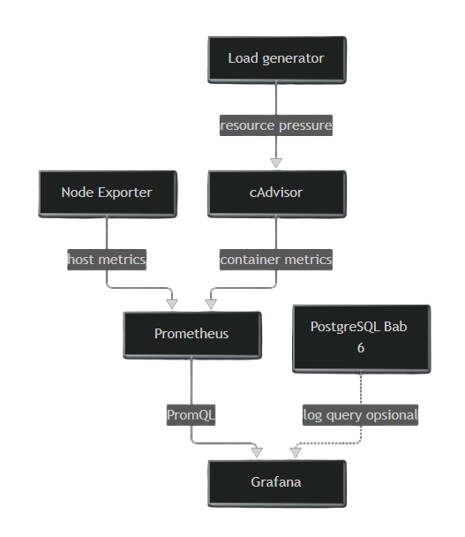 Load generator
resource pressure
Node Exporter
cAdvisor
host metrics
container metrics
Prometheus
PostgreSQL Bab
6
PromQL
log query opsional
Grafana